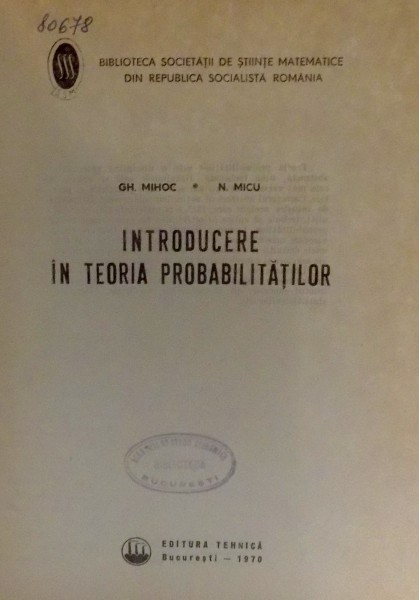 80678
BIBLIOTECA SOCIETĂȚII DE ȘTIINȚE MATEMATICE
DIN REPUBLICA SOCIALISTĂ ROMÂNIA
GH. MIHOC * N. MICU
INTRODUCERE
ÎN TEORIA PROBABILITĂȚILOR
BUCUREȘTI
EDITURA TEHNICĂ
București – 1970